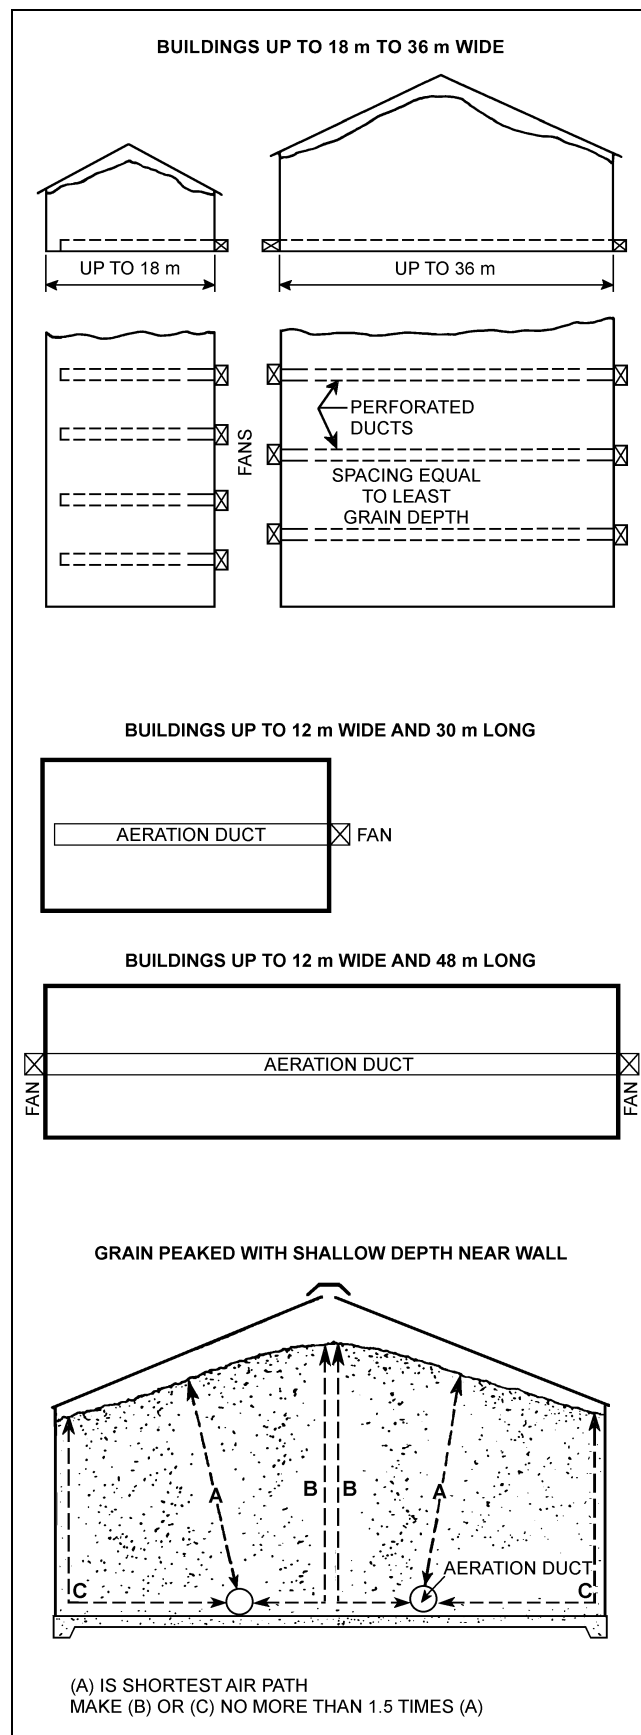 BUILDINGS UP TO 18 m TO 36 m WIDE
UP TO 18 m
UP TO 36 m
FANS
PERFORATED
DUCTS
SPACING EQUAL
TO LEAST
GRAIN DEPTH
BUILDINGS UP TO 12 m WIDE AND 30 m LONG
AERATION DUCT
FAN
BUILDINGS UP TO 12 m WIDE AND 48 m LONG
AERATION DUCT
FAN
FAN
GRAIN PEAKED WITH SHALLOW DEPTH NEAR WALL
A
B
B
A
C
AERATION DUCT
C
(A) IS SHORTEST AIR PATH
MAKE (B) OR (C) NO MORE THAN 1.5 TIMES (A)